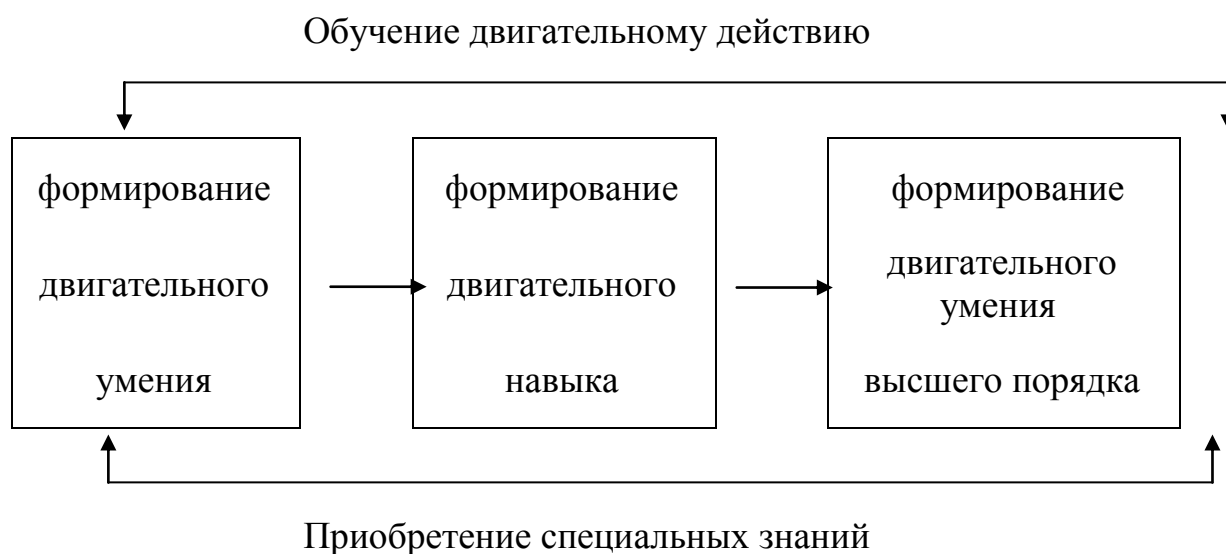 Обучение двигательному действию
формирование
двигательного
умения
формирование
двигательного
навыка
формирование
двигательного
умения
высшего порядка
Приобретение специальных знаний